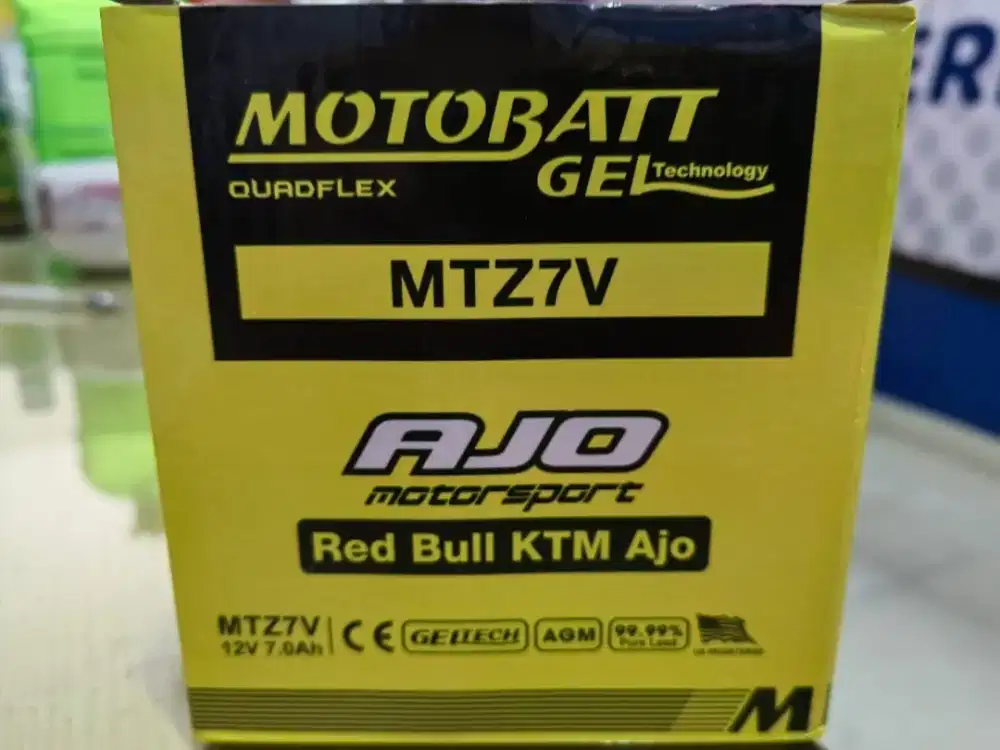 MOTOBATT
QUADFLEX
GEL Technology
MTZ7V
AJO
motorsport
Red Bull KTM Ajo
MTZ7V
12V 7.0Ah
CE
GELTECH
AGM
99.99%
Pure Lead
M
ER